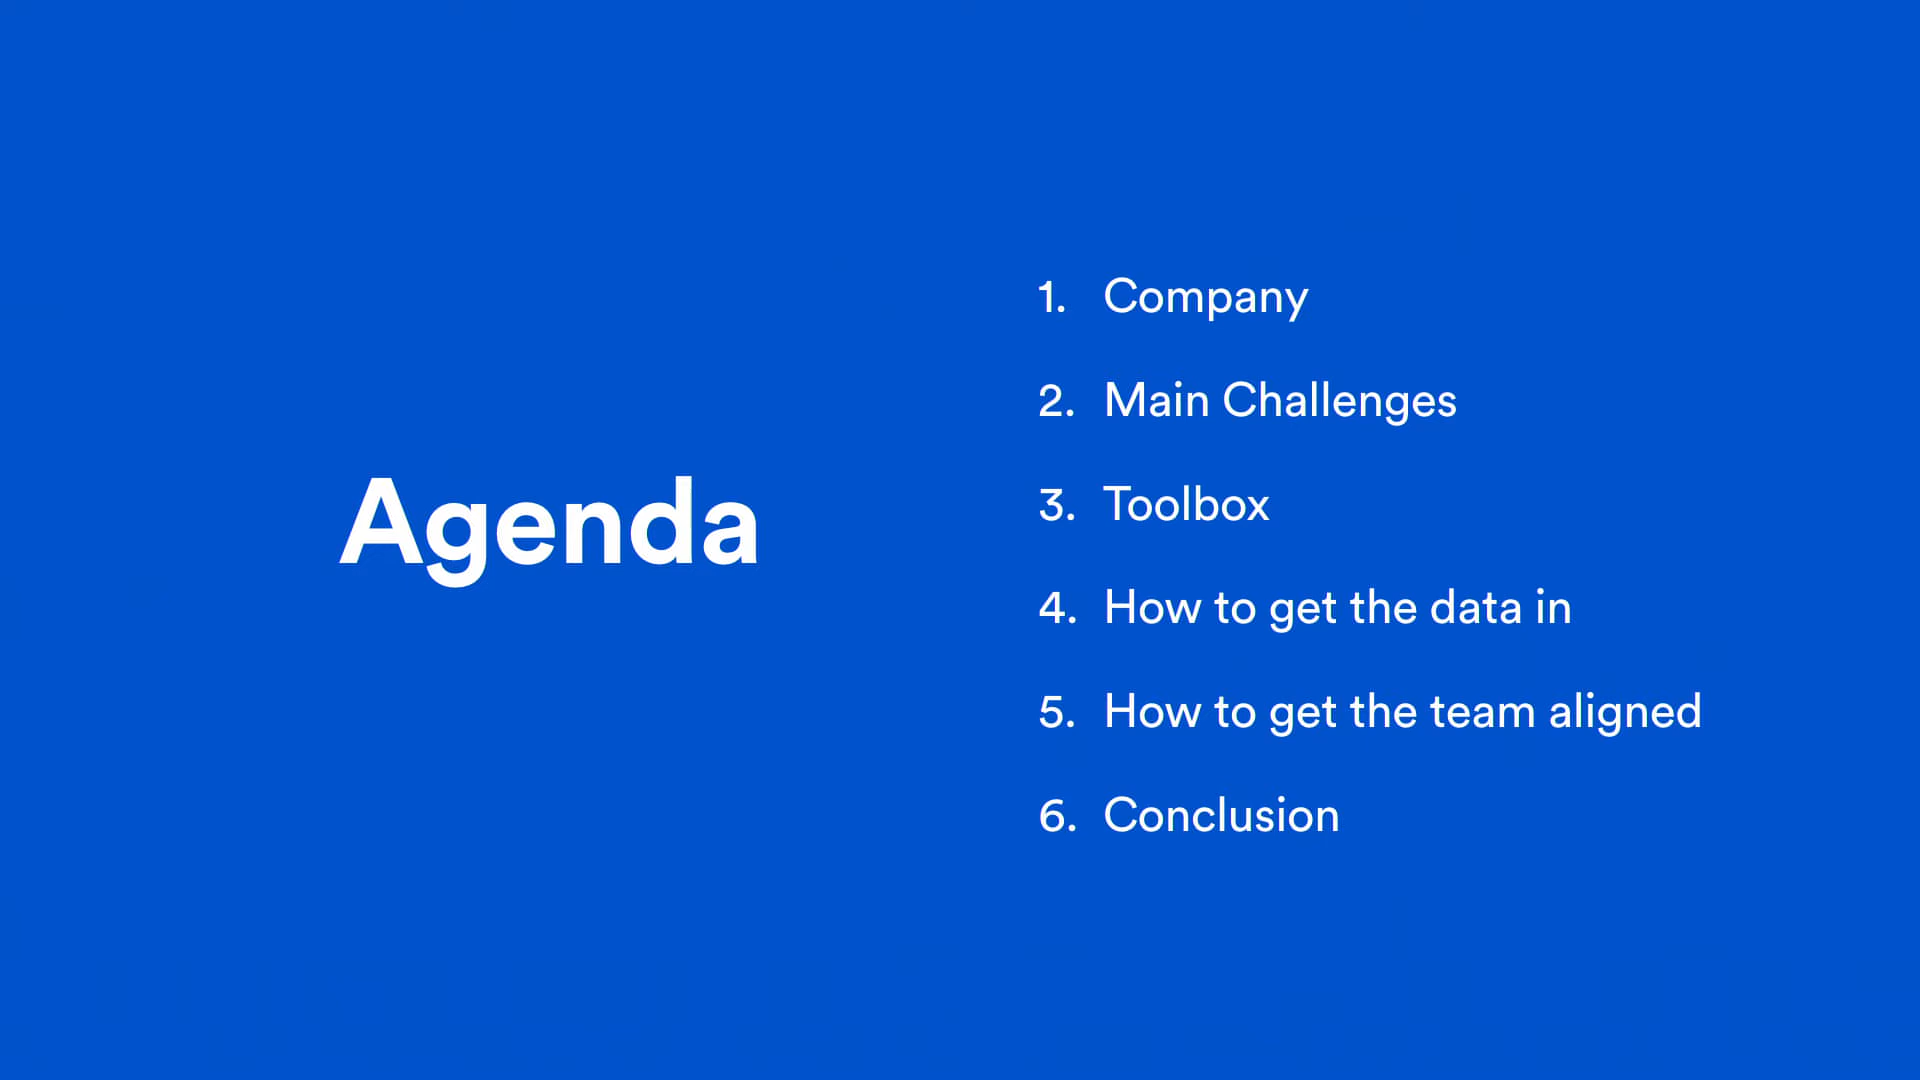 Agenda
1. Company
2. Main Challenges
3. Toolbox
4. How to get the data in
5. How to get the team aligned
6. Conclusion